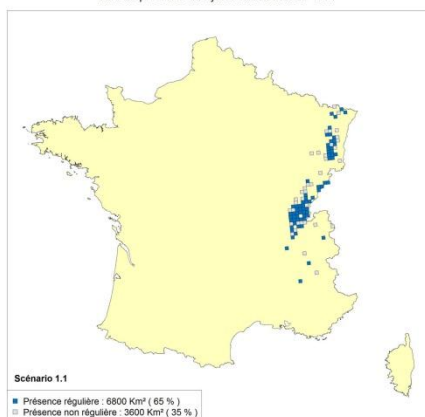 Scénario 1.1
Présence régulière : 6800 Km² ( 65 % )
Présence non régulière : 3600 Km² ( 35 % )